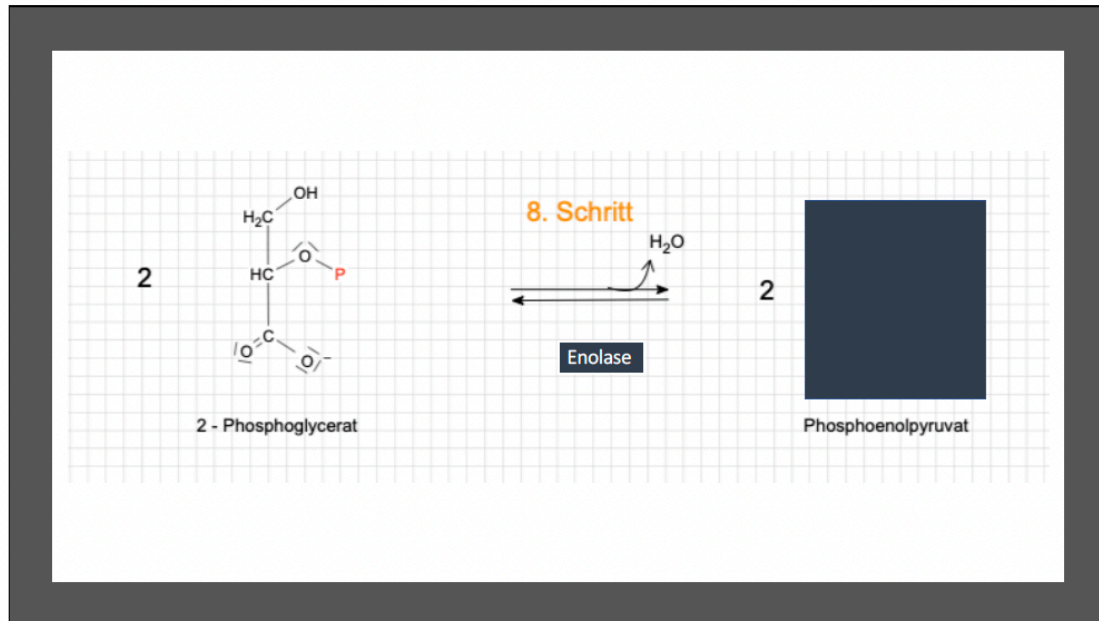 OH
H₂C
O
HC
P
C
O
O⁻
2 - Phosphoglycerat
2
8. Schritt
H₂O
Enolase
2
Phosphoenolpyruvat